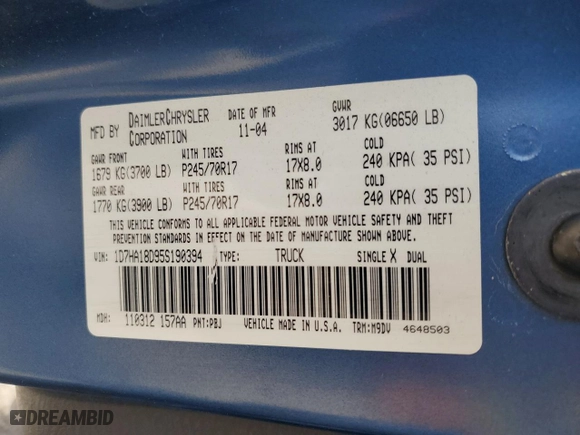 MFD BY DAIMLERCHRYSLER CORPORATION DATE OF MFR 11-04 GVWR 3017 KG(06650 LB)
GAWR FRONT WITH TIRES RIMS AT COLD
1679 KG(3700 LB) P245/70R17 17X8.0 240 KPA( 35 PSI)
GAWR REAR WITH TIRES RIMS AT COLD
1770 KG(3900 LB) P245/70R17 17X8.0 240 KPA( 35 PSI)
THIS VEHICLE CONFORMS TO ALL APPLICABLE FEDERAL MOTOR VEHICLE SAFETY AND THEFT
PREVENTION STANDARDS IN EFFECT ON THE DATE OF MANUFACTURE SHOWN ABOVE.
VIN: 1D7HA18D95S190394 TYPE: TRUCK SINGLE X DUAL
MDH: 110312 157AA PNT:PBJ VEHICLE MADE IN U.S.A. TRM:M9DV 4648503
DREAMBID